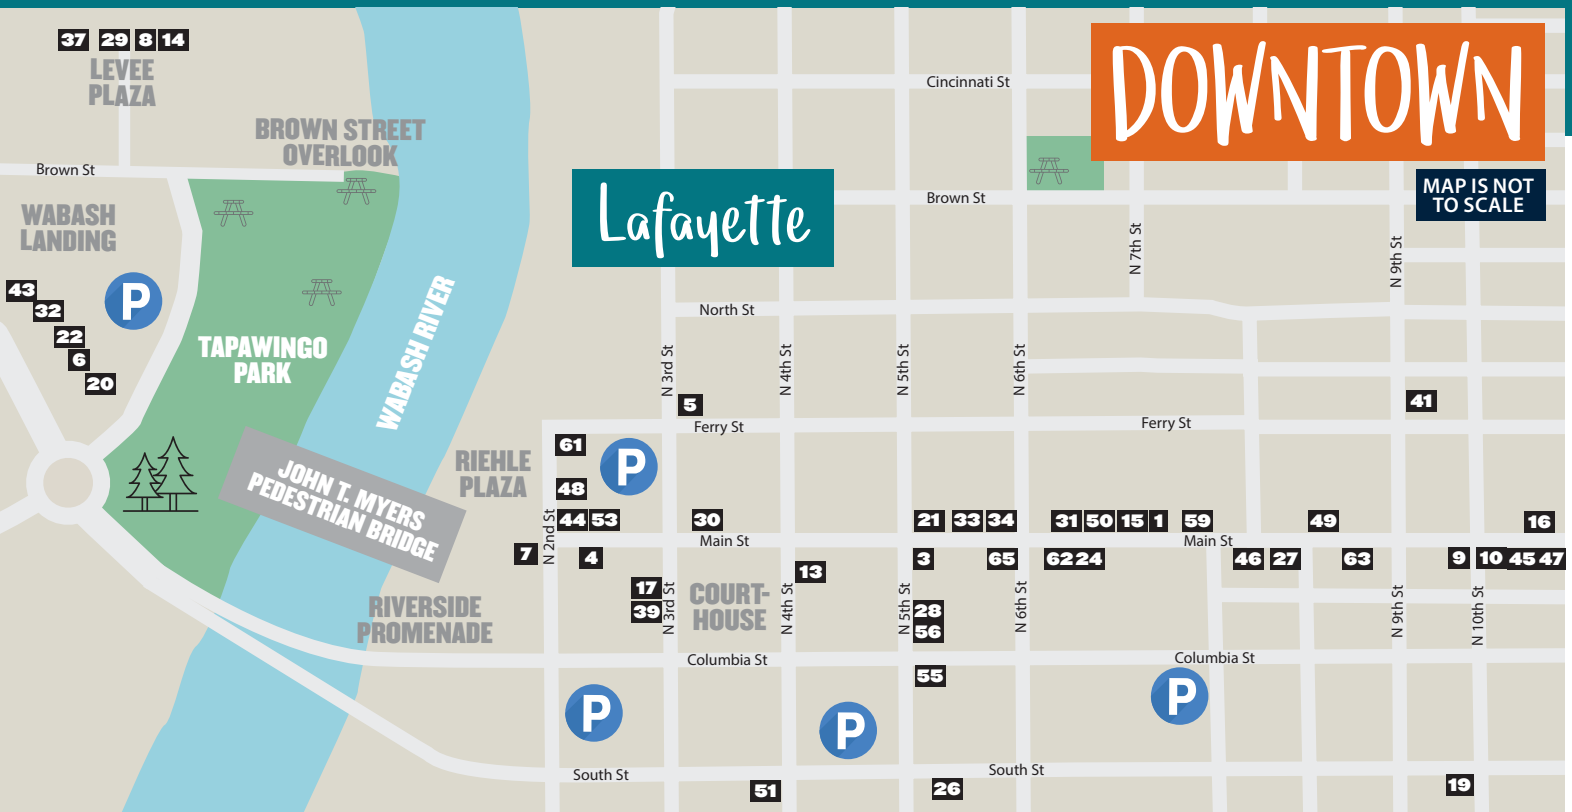 37 29 8 14
LEVEE
PLAZA
Cincinnati St
DOWNTOWN
BROWN STREET
OVERLOOK
Brown St
Lafayette
Brown St
MAP IS NOT
TO SCALE
WABASH
LANDING
N 7th St
N 9th St
43
32
22
6
20
P
TAPAWINGO
PARK
WABASH RIVER
North St
N 3rd St
N 4th St
N 5th St
N 6th St
5
41
Ferry St
Ferry St
61
P
48
RIEHLE
PLAZA
JOHN T. MYERS
PEDESTRIAN BRIDGE
44 53
30
21 33 34
31 50 15 1 59
49
16
N 2nd St
Main St
Main St
7
4
13
3
65
62 24
46 27
63
9 10 45 47
17
39
N 3rd St
COURT-
HOUSE
N 4th St
N 5th St
28
56
N 6th St
N 9th St
N 10th St
RIVERSIDE
PROMENADE
Columbia St
Columbia St
55
P
P
P
South St
South St
51
26
19